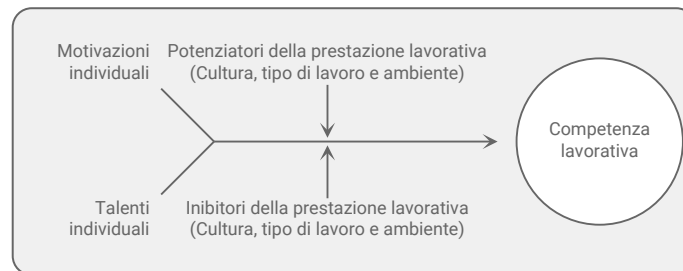 Motivazioni
individuali
Potenziatori della prestazione lavorativa
(Cultura, tipo di lavoro e ambiente)
Competenza
lavorativa
Talenti
individuali
Inibitori della prestazione lavorativa
(Cultura, tipo di lavoro e ambiente)